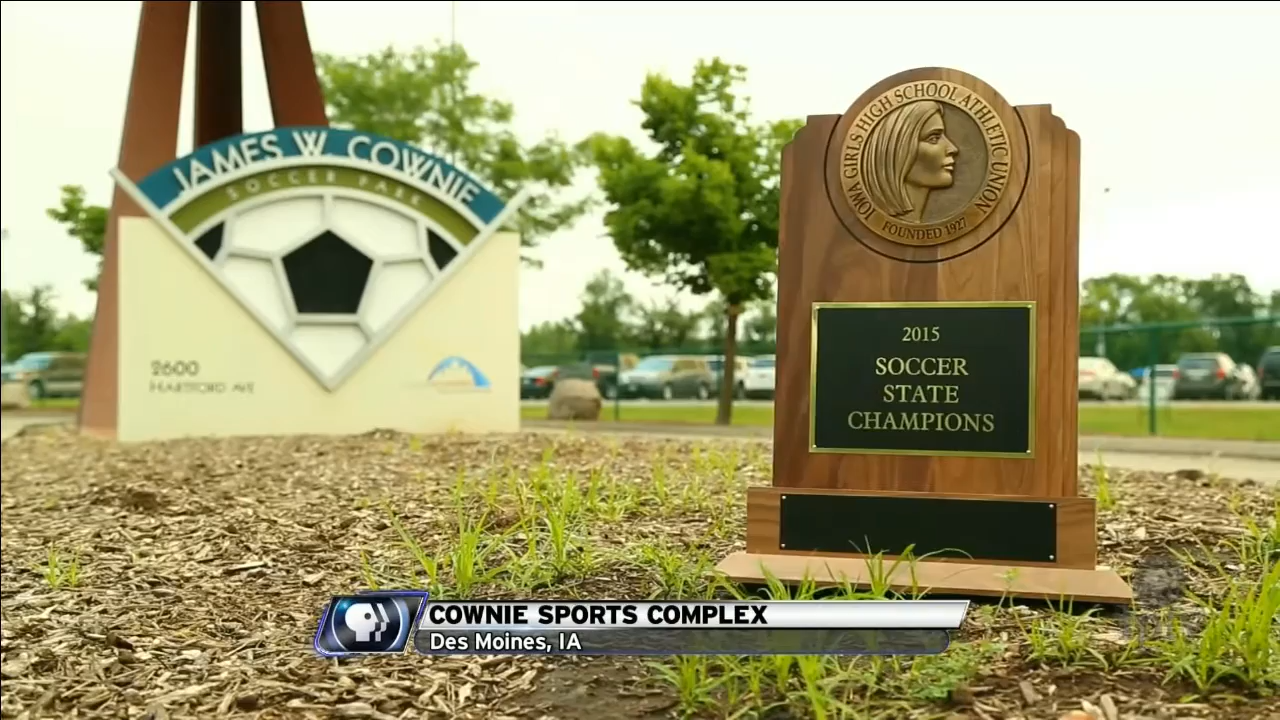 JAMES W. COWNIE
SOCCER PARK
2600
HARTFORD AVE
IOWA GIRLS HIGH SCHOOL ATHLETIC UNION
FOUNDED 1927
2015
SOCCER
STATE
CHAMPIONS
COWNIE SPORTS COMPLEX
Des Moines, IA